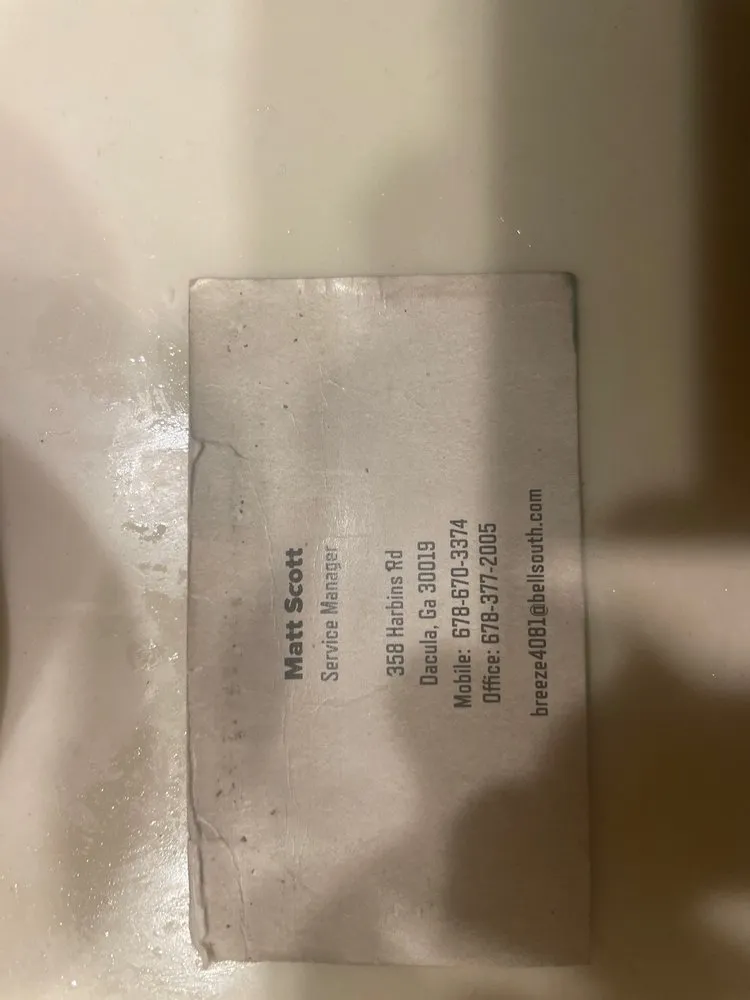 Matt Scott
Service Manager
358 Harbins Rd
Dacula, Ga 30019
Mobile: 678-670-3374
Office: 678-377-2005
breeze4081@bellsouth.com